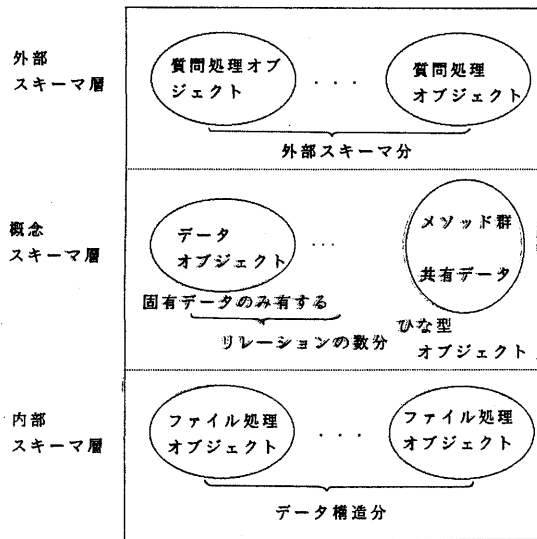 外部
スキーマ層
質問処理オブ
ジェクト
・・・
質問処理
オブジェクト
外部スキーマ分
概念
スキーマ層
データ
オブジェクト
・・・
メソッド群
共有データ
固有データのみ有する
リレーションの数分
ひな型
オブジェクト
内部
スキーマ層
ファイル処理
オブジェクト
・・・
ファイル処理
オブジェクト
データ構造分